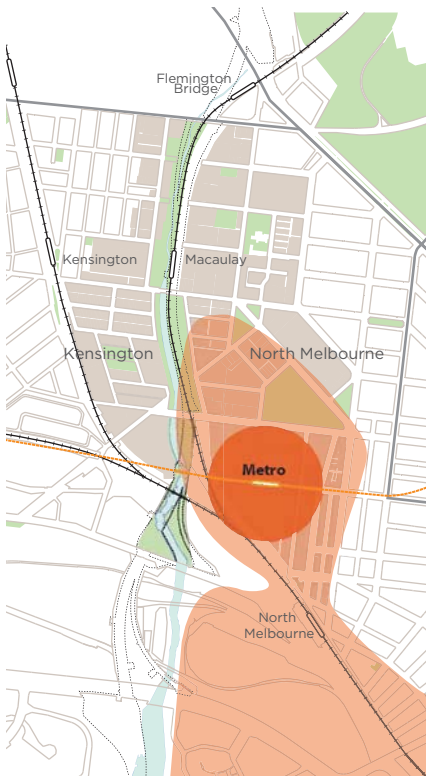 Flemington
Bridge
Kensington
Macaulay
Kensington
North Melbourne
Metro
North
Melbourne